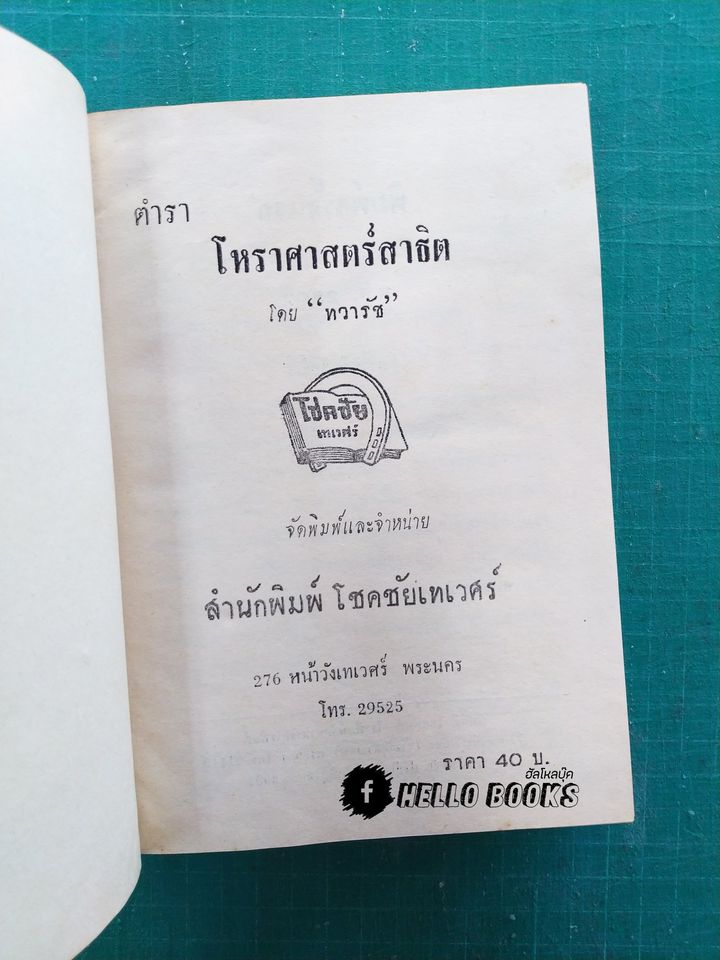 ตำรา
โหราศาสตร์สาธิต
โดย “ทวารัช”
โชคชัย
เทเวศร์
จัดพิมพ์และจำหน่าย
สำนักพิมพ์ โชคชัยเทเวศร์
276 หน้าวังเทเวศร์ พระนคร
โทร. 29525
ราคา 40 บ.
ฮัลโหลบุ๊ค
f HELLO BOOKS